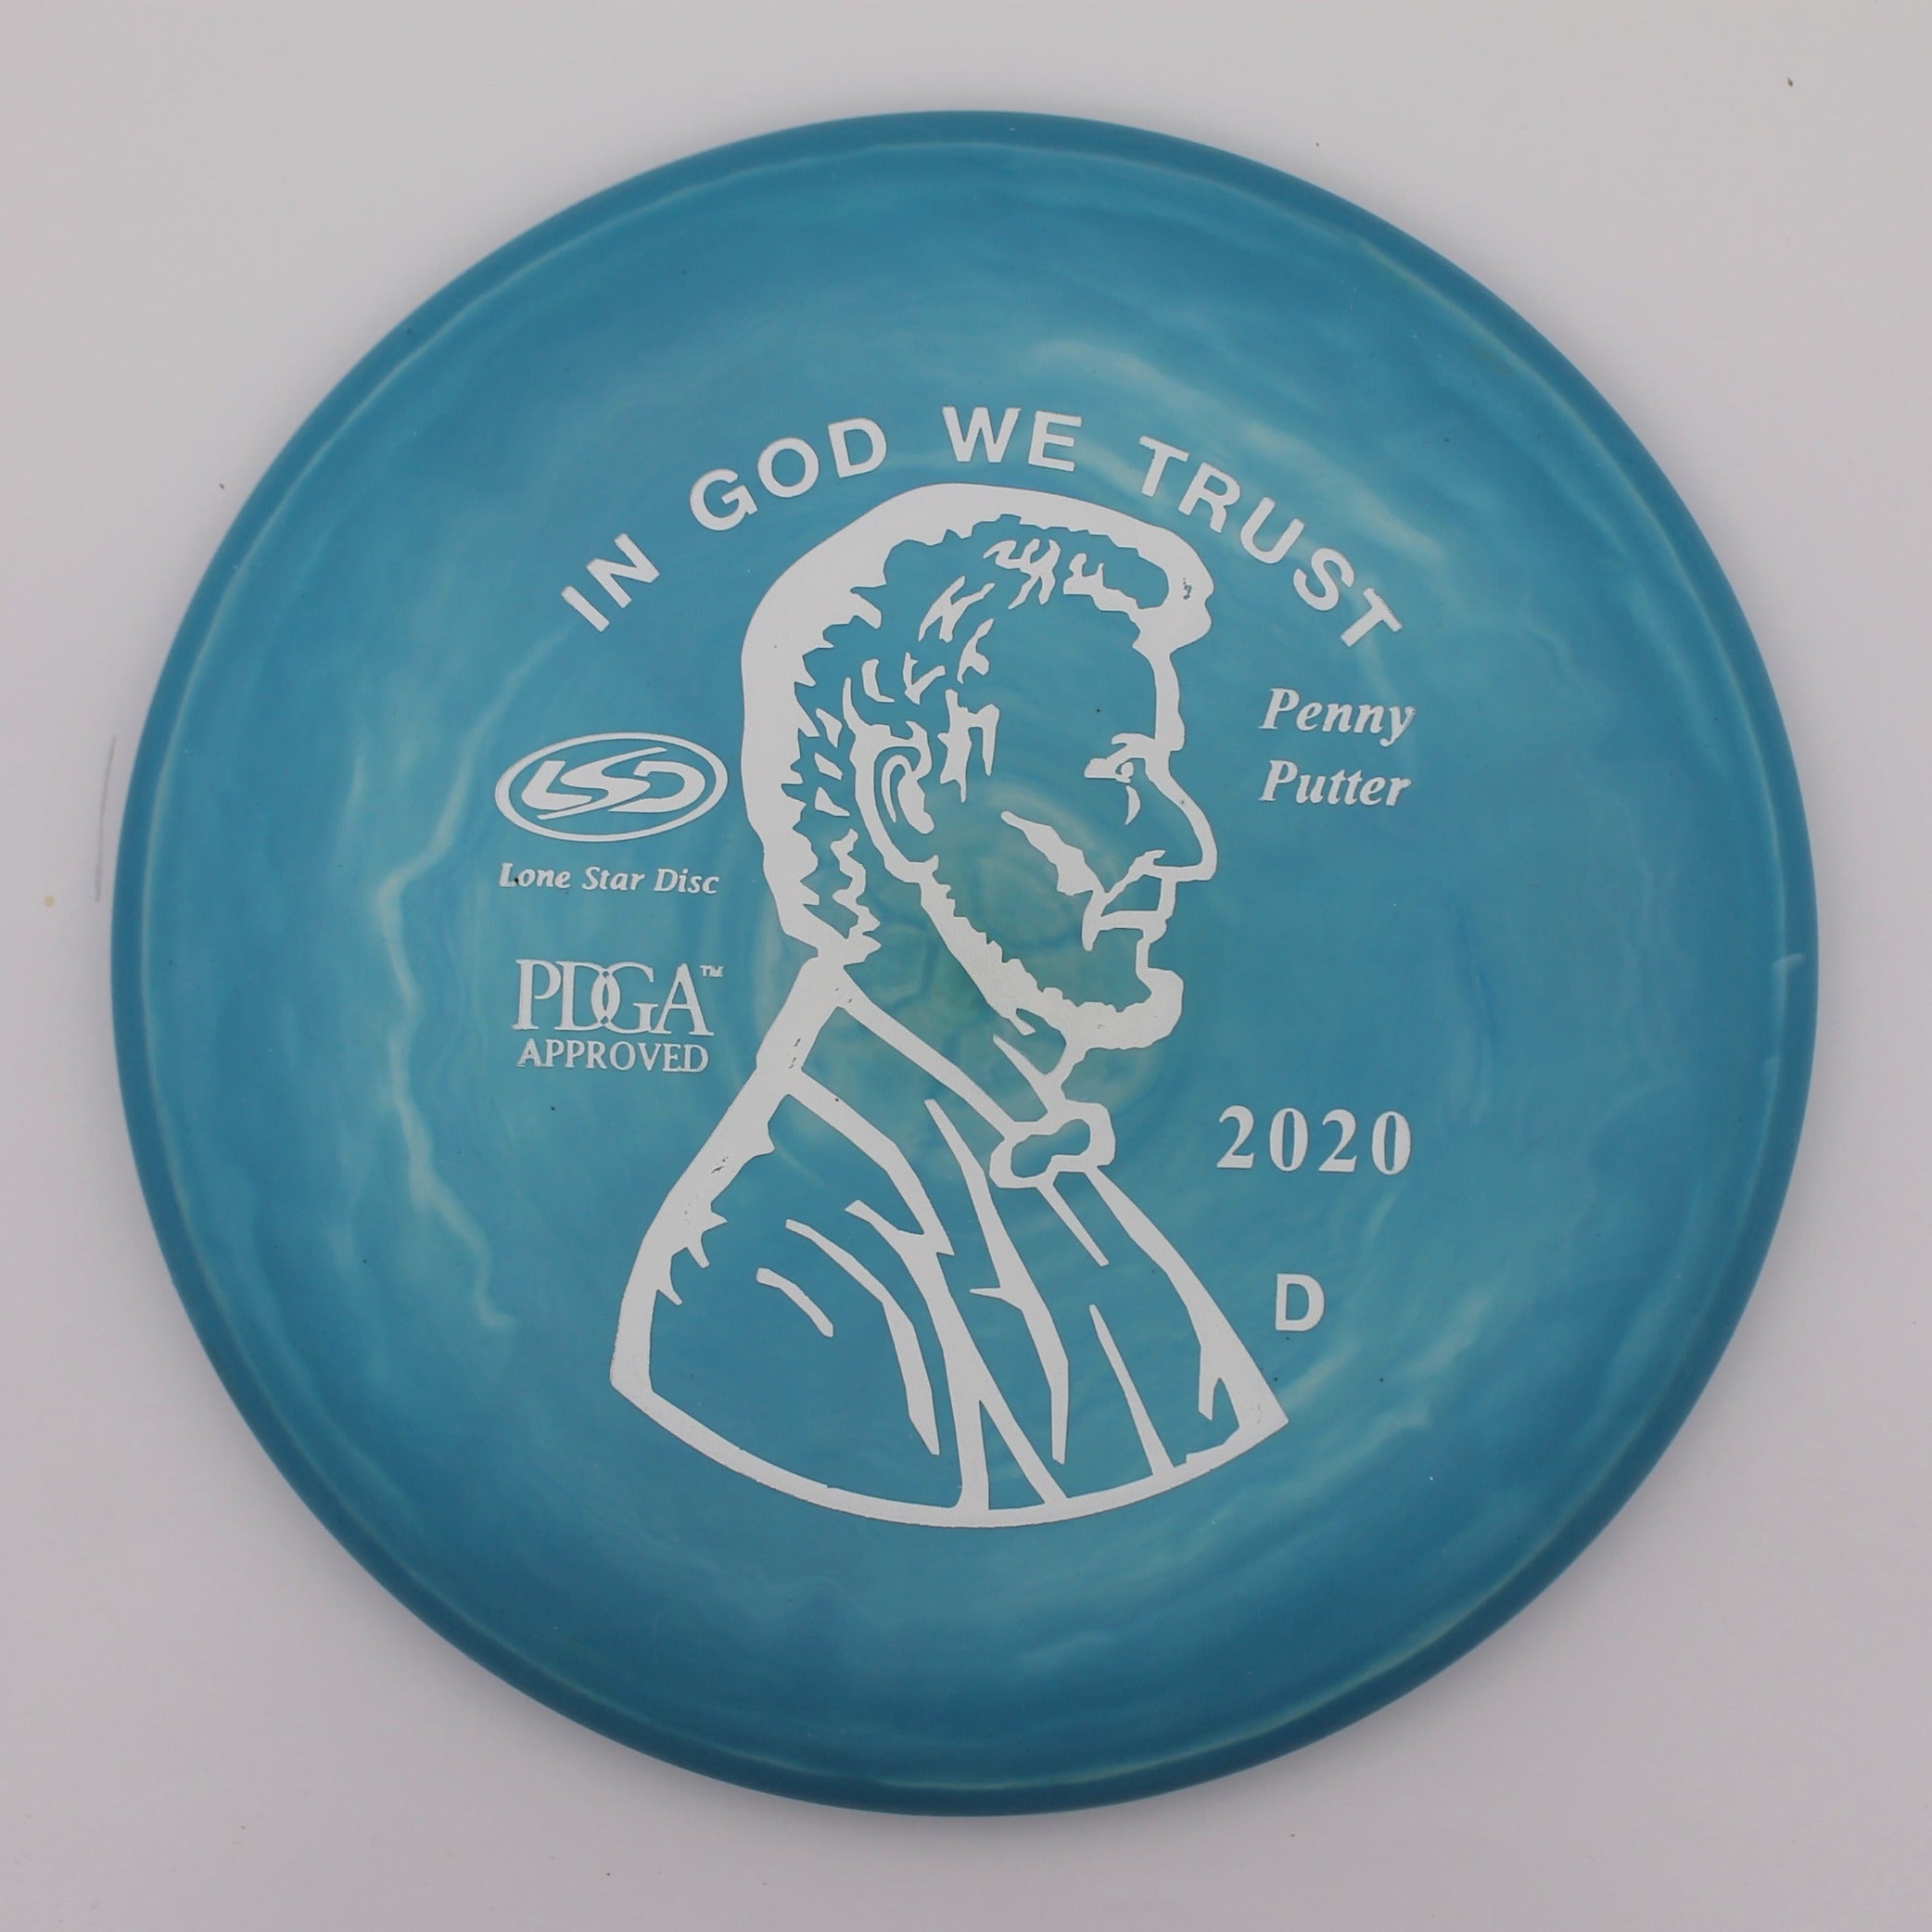 IN GOD WE TRUST
Penny
Putter
LSD
Lone Star Disc
PDGA™
APPROVED
2020
D